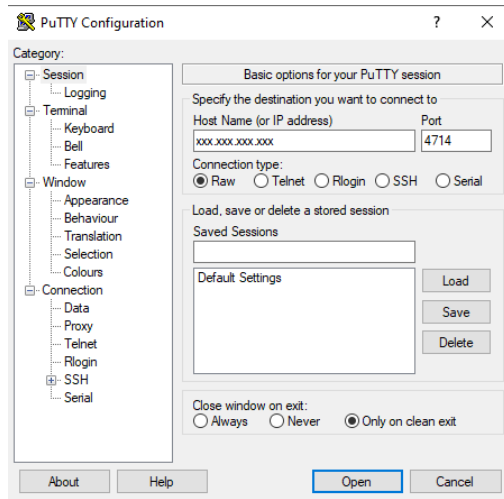 PuTTY Configuration
?
Category:
Session
Logging
Terminal
Keyboard
Bell
Features
Window
Appearance
Behaviour
Translation
Selection
Colours
Connection
Data
Proxy
Telnet
Rlogin
SSH
Serial
Basic options for your PuTTY session
Specify the destination you want to connect to
Host Name (or IP address) Port
xxx.xxx.xxx.xxx 4714
Connection type:
Raw Telnet Rlogin SSH Serial
Load, save or delete a stored session
Saved Sessions
Default Settings
Load
Save
Delete
Close window on exit:
Always Never Only on clean exit
About Help Open Cancel